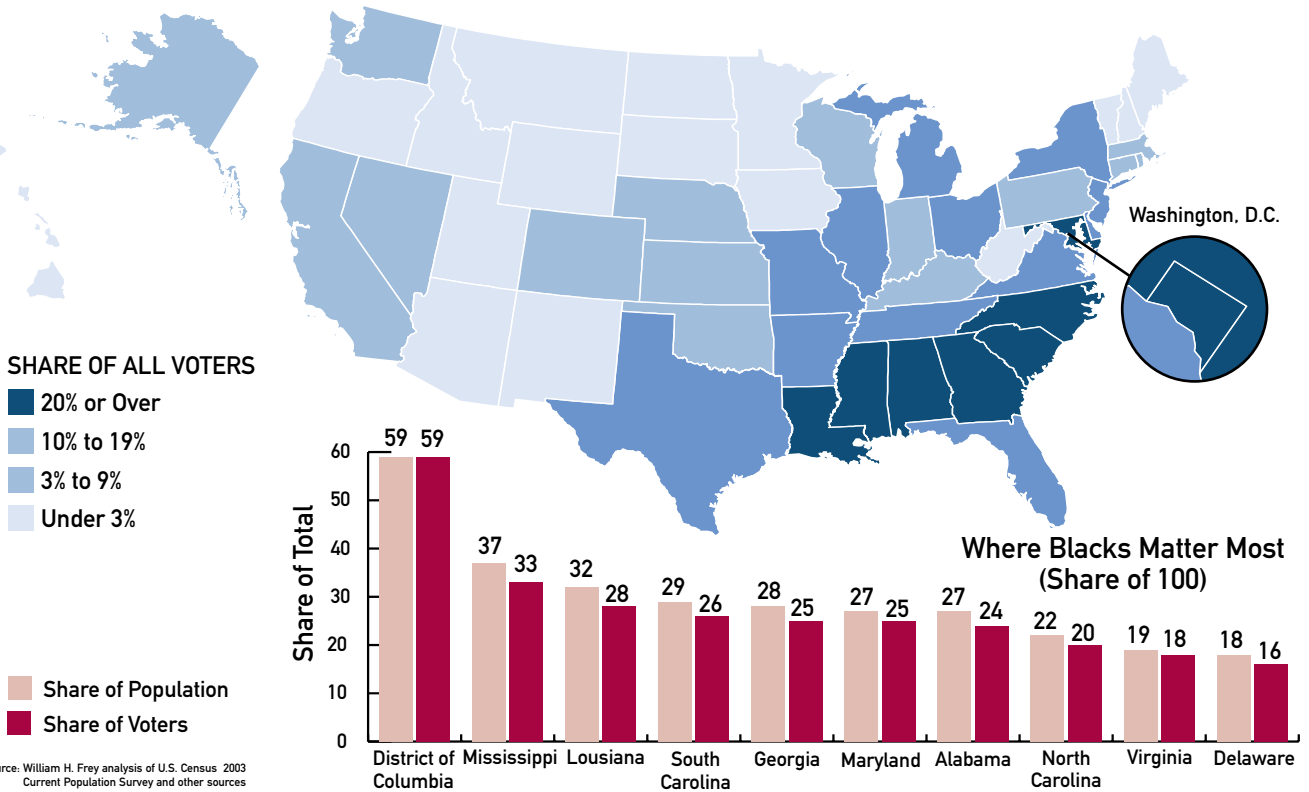 Washington, D.C.
SHARE OF ALL VOTERS
20% or Over
10% to 19%
3% to 9%
Under 3%
Where Blacks Matter Most
(Share of 100)
Share of Total
60
50
40
30
20
10
0
59 59
37 33
32 28
29 26
28 25
27 25
27 24
22 20
19 18
18 16
District of
Columbia
Mississippi
Lousiana
South
Carolina
Georgia
Maryland
Alabama
North
Carolina
Virginia
Delaware
Share of Population
Share of Voters
rce: William H. Frey analysis of U.S. Census 2003
Current Population Survey and other sources